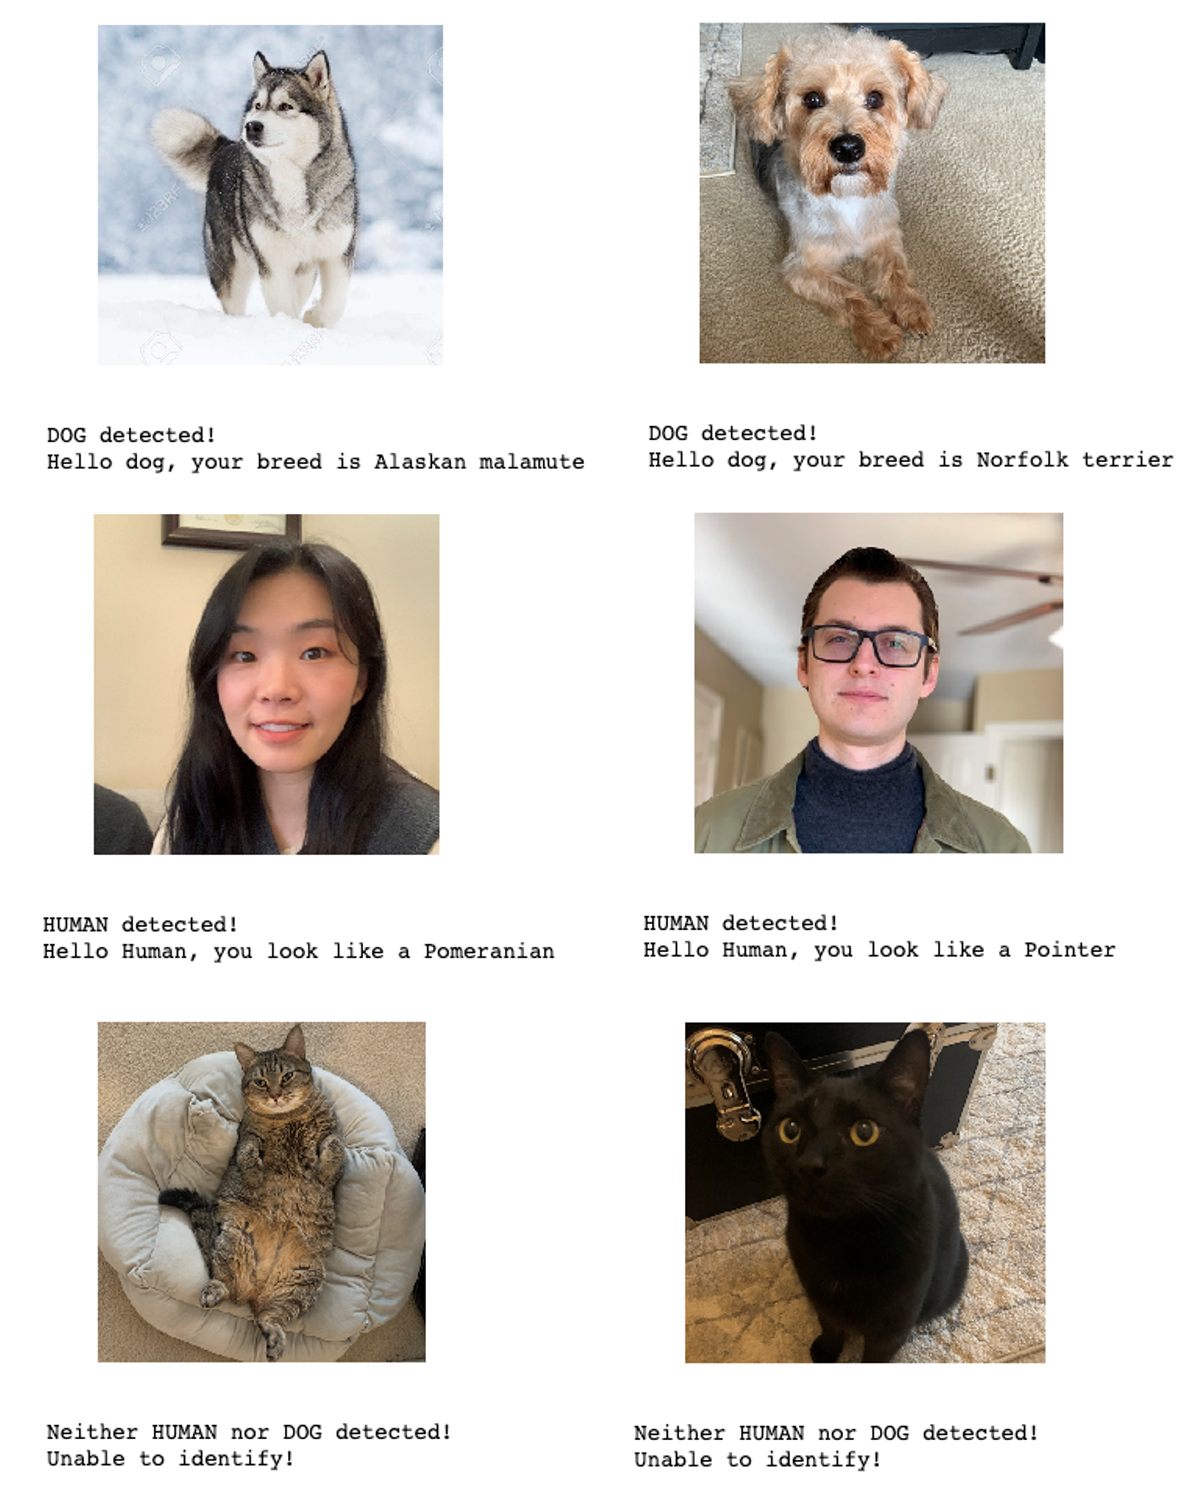 DOG detected!
Hello dog, your breed is Alaskan malamute
DOG detected!
Hello dog, your breed is Norfolk terrier
HUMAN detected!
Hello Human, you look like a Pomeranian
HUMAN detected!
Hello Human, you look like a Pointer
Neither HUMAN nor DOG detected!
Unable to identify!
Neither HUMAN nor DOG detected!
Unable to identify!